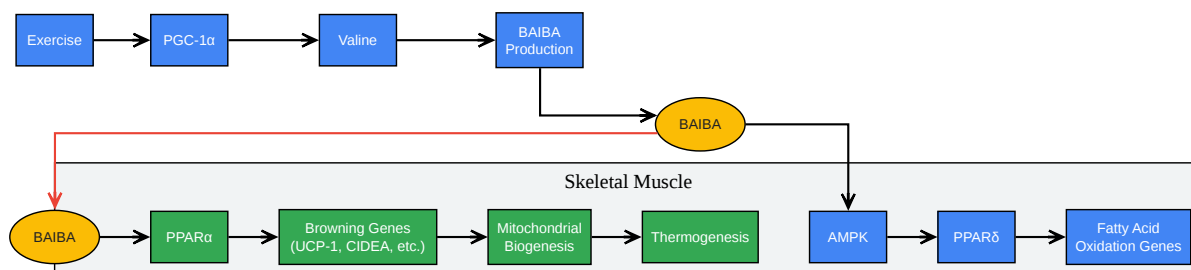 Exercise
PGC-1α
Valine
BAIBA
Production
BAIBA
Skeletal Muscle
BAIBA
PPARα
Browning Genes
(UCP-1, CIDEA, etc.)
Mitochondrial
Biogenesis
Thermogenesis
AMPK
PPARδ
Fatty Acid
Oxidation Genes